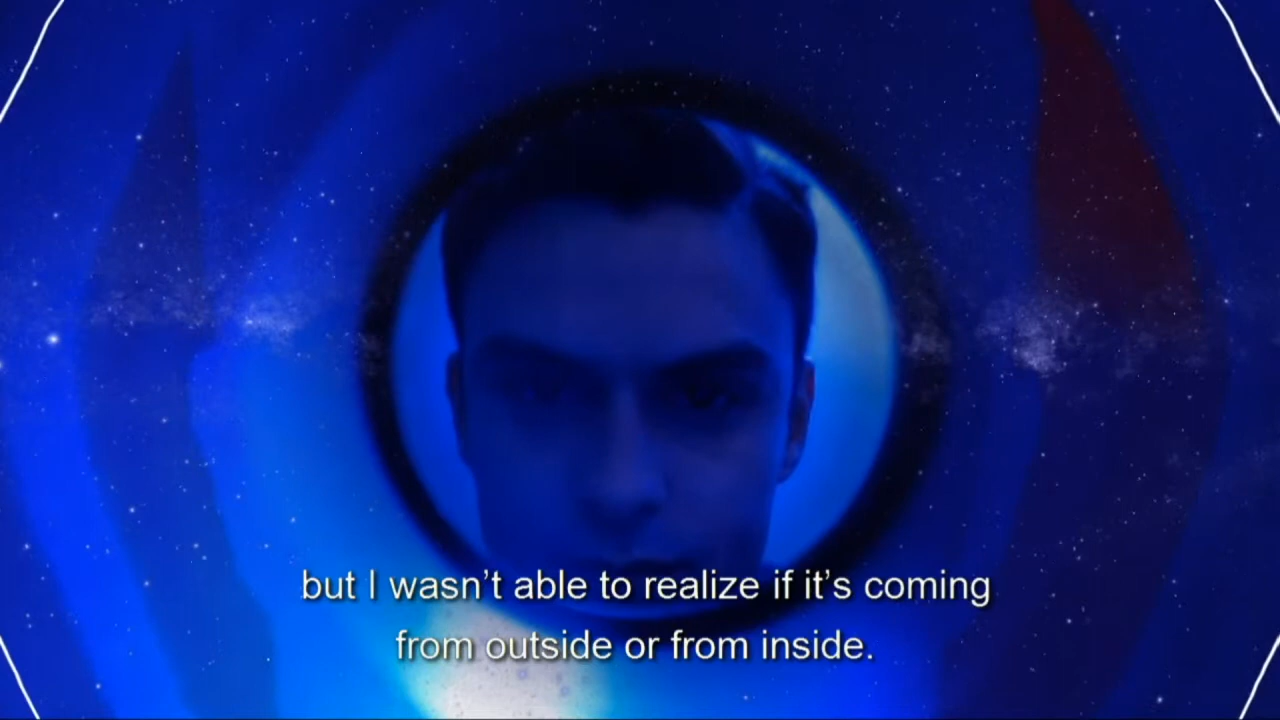 but I wasn’t able to realize if it’s coming
from outside or from inside.